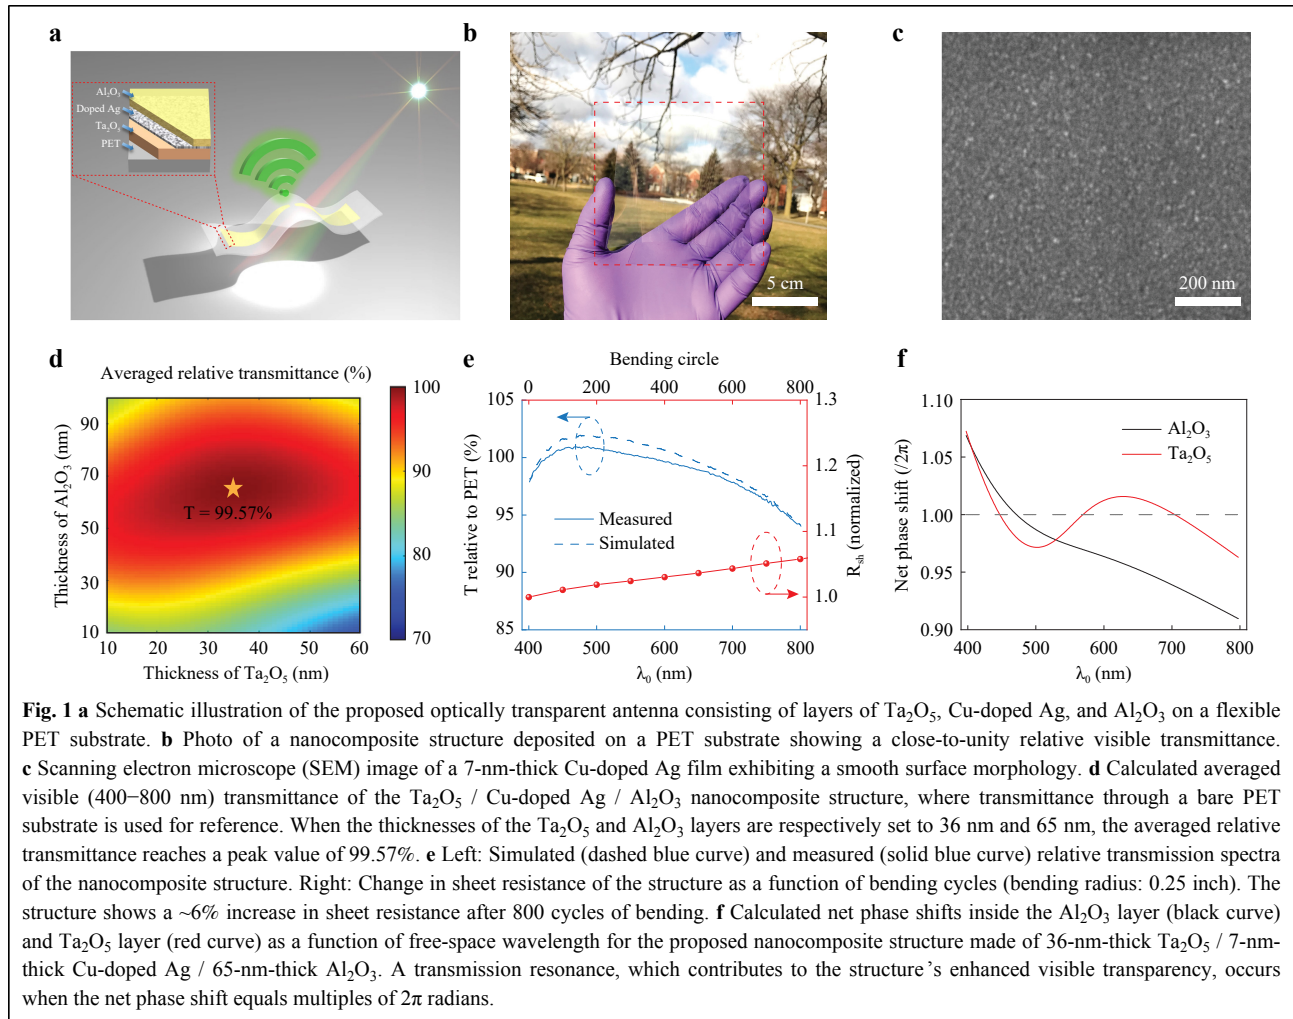 a
Al₂O₃
Doped Ag
Ta₂O₃
PET
b
5 cm
c
200 nm
d
Averaged relative transmittance (%)
100
90
80
70
90
70
50
30
10
T = 99.57%
10 20 30 40 50 60
Thickness of Al₂O₃ (nm)
Thickness of Ta₂O₅ (nm)
e
Bending circle
0 200 400 600 800
105
100
95
90
85
1.3
1.2
1.1
1.0
T relative to PET (%)
Rsh (normalized)
Measured
Simulated
400 500 600 700 800
λ₀ (nm)
f
1.10
1.05
1.00
0.95
0.90
Net phase shift (/2π)
Al₂O₃
Ta₂O₅
400 500 600 700 800
λ₀ (nm)
Fig. 1 a Schematic illustration of the proposed optically transparent antenna consisting of layers of Ta₂O₅, Cu-doped Ag, and Al₂O₃ on a flexible
PET substrate. b Photo of a nanocomposite structure deposited on a PET substrate showing a close-to-unity relative visible transmittance.
c Scanning electron microscope (SEM) image of a 7-nm-thick Cu-doped Ag film exhibiting a smooth surface morphology. d Calculated averaged
visible (400−800 nm) transmittance of the Ta₂O₅ / Cu-doped Ag / Al₂O₃ nanocomposite structure, where transmittance through a bare PET
substrate is used for reference. When the thicknesses of the Ta₂O₅ and Al₂O₃ layers are respectively set to 36 nm and 65 nm, the averaged relative
transmittance reaches a peak value of 99.57%. e Left: Simulated (dashed blue curve) and measured (solid blue curve) relative transmission spectra
of the nanocomposite structure. Right: Change in sheet resistance of the structure as a function of bending cycles (bending radius: 0.25 inch). The
structure shows a ~6% increase in sheet resistance after 800 cycles of bending. f Calculated net phase shifts inside the Al₂O₃ layer (black curve)
and Ta₂O₅ layer (red curve) as a function of free-space wavelength for the proposed nanocomposite structure made of 36-nm-thick Ta₂O₅ / 7-nm-
thick Cu-doped Ag / 65-nm-thick Al₂O₃. A transmission resonance, which contributes to the structure's enhanced visible transparency, occurs
when the net phase shift equals multiples of 2π radians.